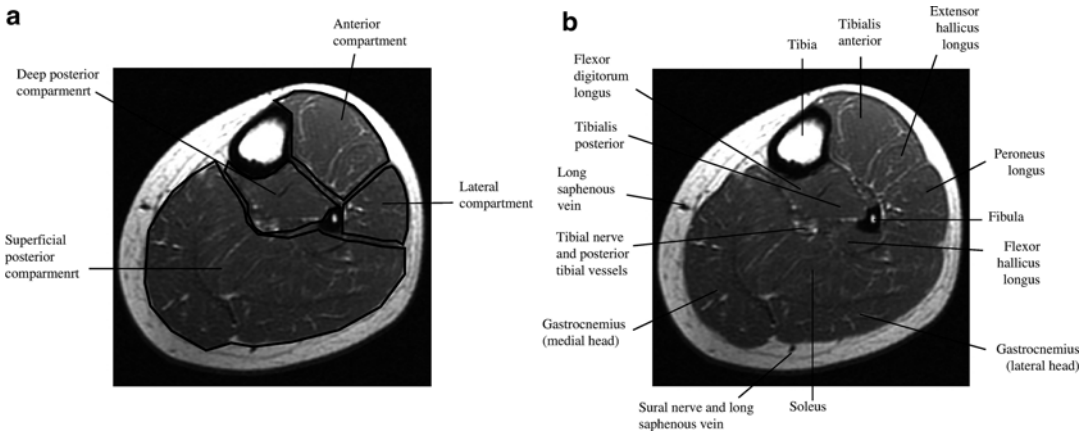 a
Anterior
compartment
Deep posterior
comparmenrt
Lateral
compartment
Superficial
posterior
comparmenrt
b
Tibia
Tibialis
anterior
Extensor
hallicus
longus
Flexor
digitorum
longus
Tibialis
posterior
Long
saphenous
vein
Tibial nerve
and posterior
tibial vessels
Gastrocnemius
(medial head)
Sural nerve and long
saphenous vein
Soleus
Peroneus
longus
Fibula
Flexor
hallicus
longus
Gastrocnemius
(lateral head)